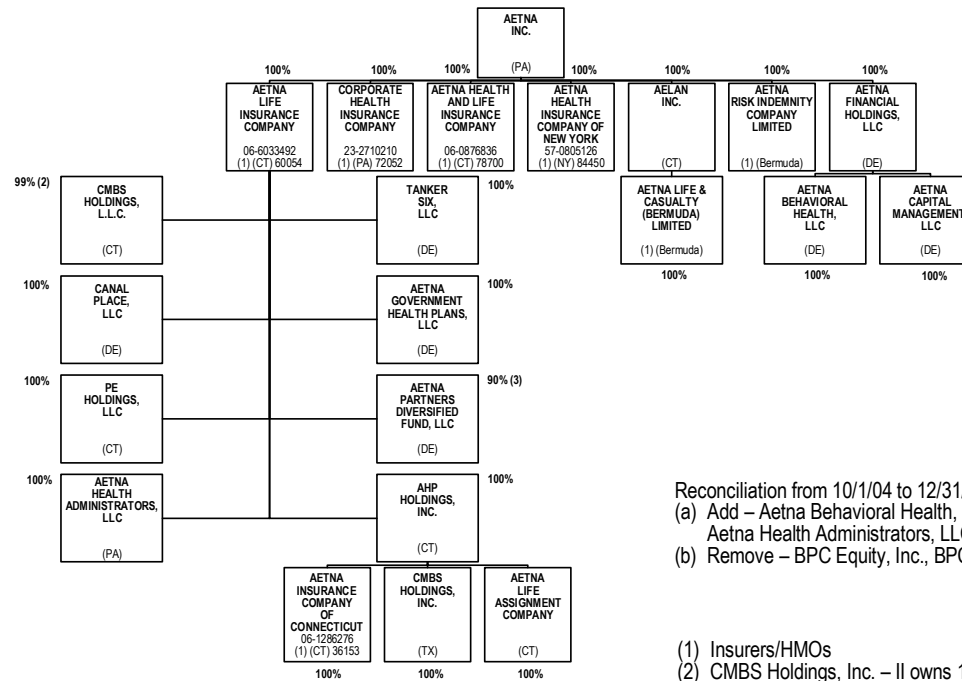 AETNA
INC.
(PA)
100%
100%
100%
100%
100%
100%
100%
AETNA
LIFE
INSURANCE
COMPANY
06-6033492
(1) (CT) 60054
CORPORATE
HEALTH
INSURANCE
COMPANY
23-2710210
(1) (PA) 72052
AETNA HEALTH
AND LIFE
INSURANCE
COMPANY
06-0876836
(1) (CT) 78700
AETNA
HEALTH
INSURANCE
COMPANY OF
NEW YORK
57-0805126
(1) (NY) 84450
AELAN
INC.
(CT)
AETNA
RISK INDEMNITY
COMPANY
LIMITED
(1) (Bermuda)
AETNA
FINANCIAL
HOLDINGS,
LLC
(DE)
99% (2)
CMBS
HOLDINGS,
L.L.C.
(CT)
TANKER
SIX,
LLC
(DE)
100%
AETNA LIFE &
CASUALTY
(BERMUDA)
LIMITED
(1) (Bermuda)
100%
AETNA
BEHAVIORAL
HEALTH,
LLC
(DE)
100%
AETNA
CAPITAL
MANAGEMENT
LLC
(DE)
100%
100%
CANAL
PLACE,
LLC
(DE)
AETNA
GOVERNMENT
HEALTH PLANS,
LLC
(DE)
100%
100%
PE
HOLDINGS,
LLC
(CT)
AETNA
PARTNERS
DIVERSIFIED
FUND, LLC
(DE)
90% (3)
100%
AETNA
HEALTH
ADMINISTRATORS,
LLC
(PA)
AHP
HOLDINGS,
INC.
(CT)
100%
AETNA
INSURANCE
COMPANY
OF
CONNECTICUT
06-1286276
(1) (CT) 36153
100%
CMBS
HOLDINGS,
INC.
(TX)
100%
AETNA
LIFE
ASSIGNMENT
COMPANY
(CT)
100%
Reconciliation from 10/1/04 to 12/31
(a) Add – Aetna Behavioral Health,
Aetna Health Administrators,
(b) Remove – BPC Equity, Inc., BPC
(1) Insurers/HMOs
(2) CMBS Holdings, Inc. – II owns